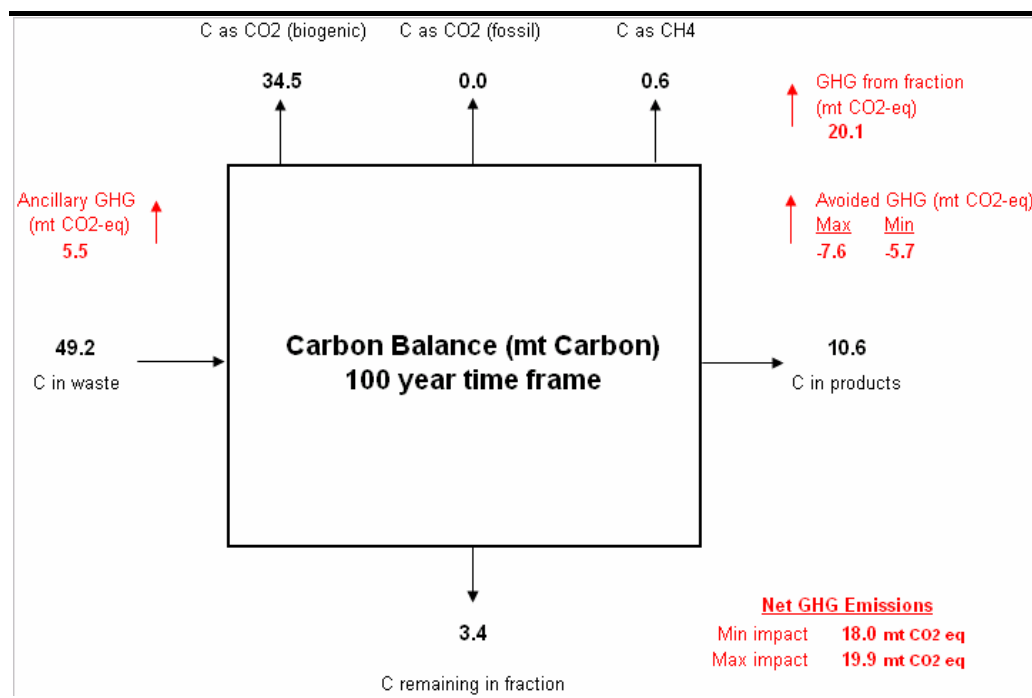 C as CO2 (biogenic) C as CO2 (fossil) C as CH4
34.5 0.0 0.6
GHG from fraction
(mt CO2-eq)
20.1
Ancillary GHG
(mt CO2-eq)
5.5
Avoided GHG (mt CO2-eq)
Max Min
-7.6 -5.7
49.2
C in waste
Carbon Balance (mt Carbon)
100 year time frame
10.6
C in products
3.4
C remaining in fraction
Net GHG Emissions
Min impact 18.0 mt CO2 eq
Max impact 19.9 mt CO2 eq